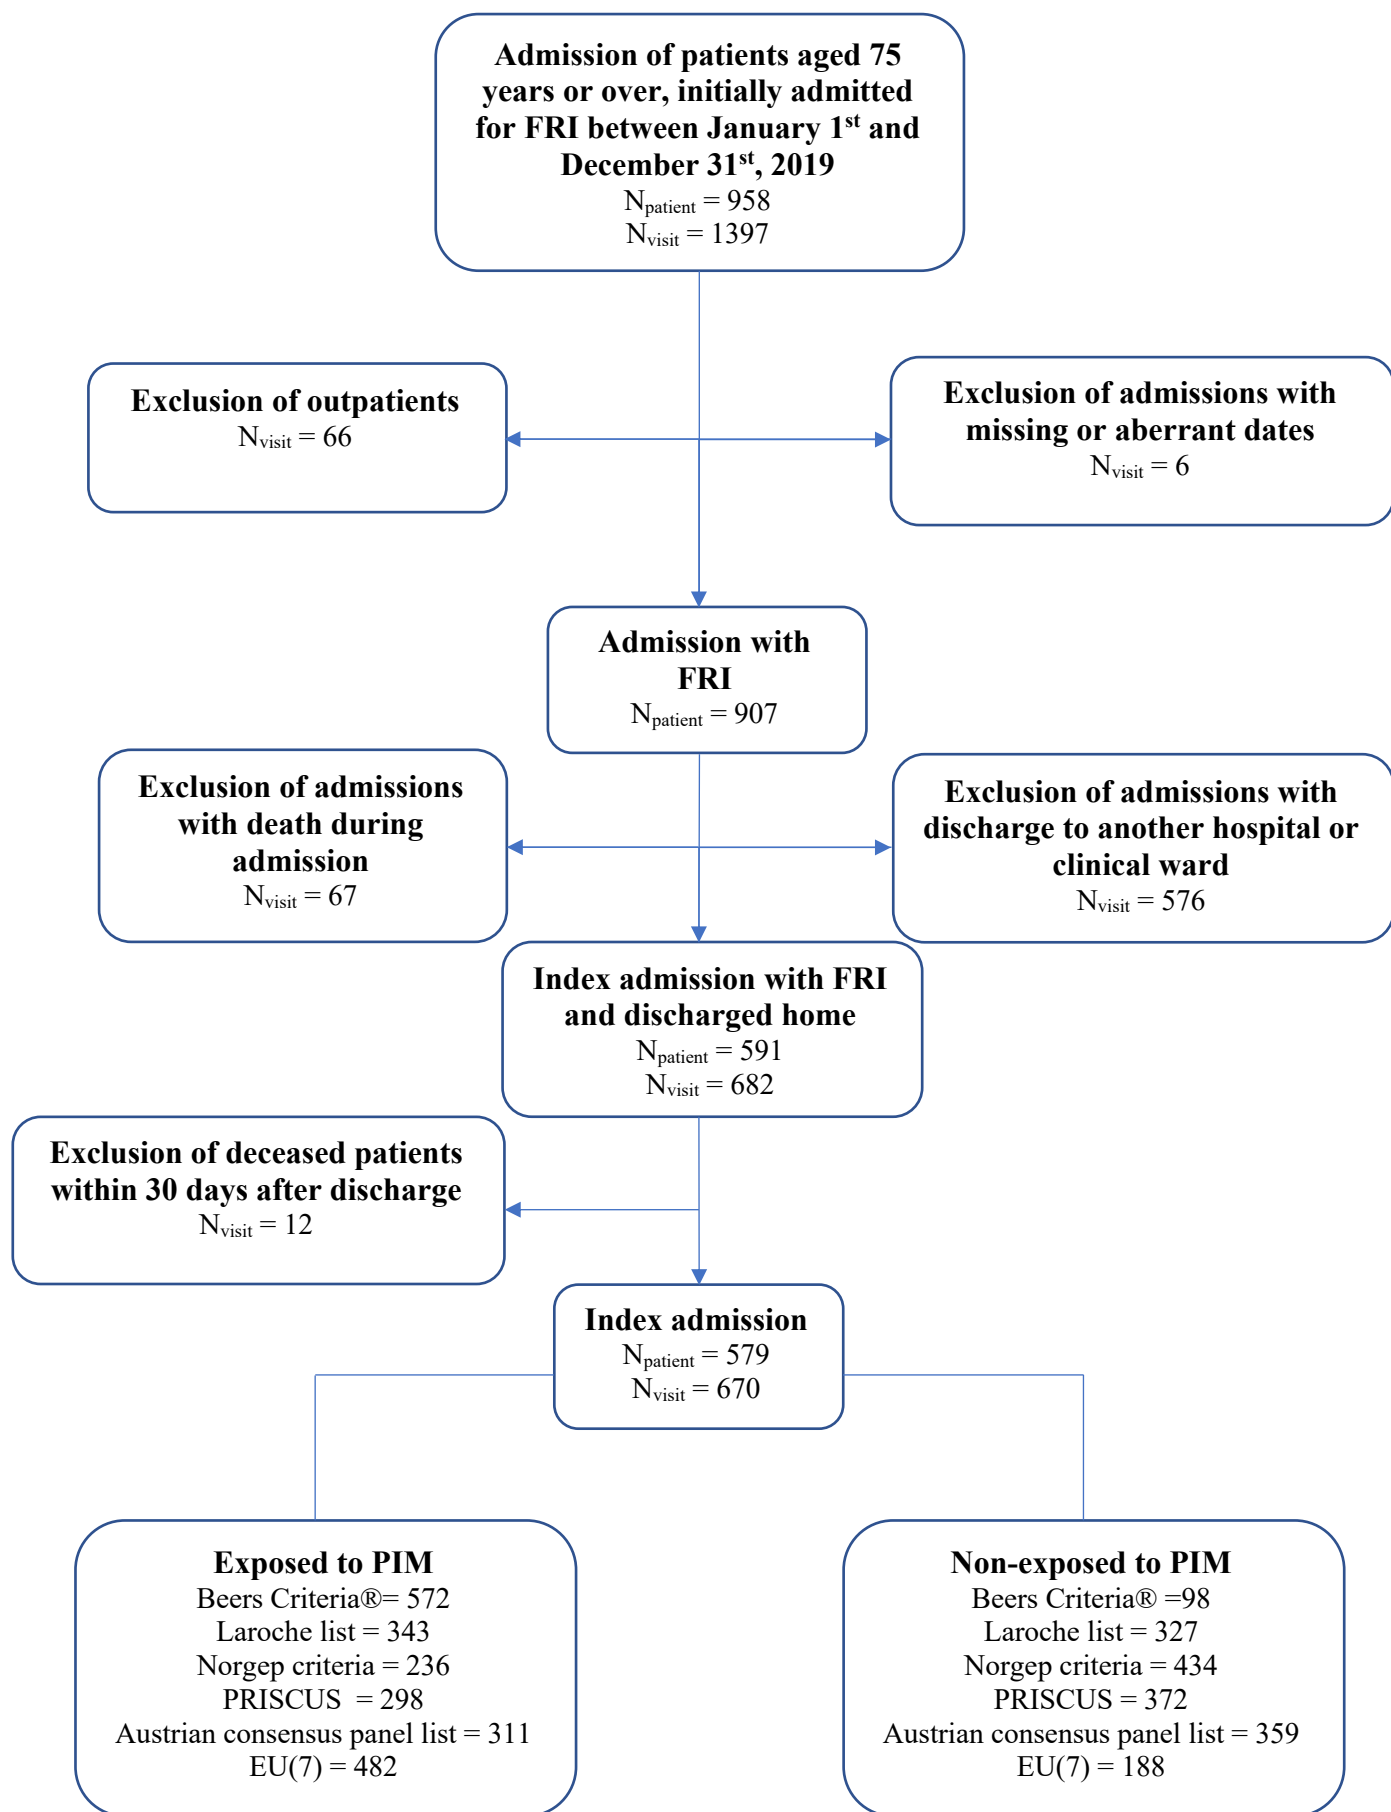 Admission of patients aged 75
years or over, initially admitted
for FRI between January 1st and
December 31st, 2019
Npatient = 958
Nvisit = 1397
Exclusion of outpatients
Nvisit = 66
Exclusion of admissions with
missing or aberrant dates
Nvisit = 6
Admission with
FRI
Npatient = 907
Exclusion of admissions
with death during
admission
Nvisit = 67
Exclusion of admissions with
discharge to another hospital or
clinical ward
Nvisit = 576
Index admission with FRI
and discharged home
Npatient = 591
Nvisit = 682
Exclusion of deceased patients
within 30 days after discharge
Nvisit = 12
Index admission
Npatient = 579
Nvisit = 670
Exposed to PIM
Beers Criteria®= 572
Laroche list = 343
Norgep criteria = 236
PRISCUS = 298
Austrian consensus panel list = 311
EU(7) = 482
Non-exposed to PIM
Beers Criteria® =98
Laroche list = 327
Norgep criteria = 434
PRISCUS = 372
Austrian consensus panel list = 359
EU(7) = 188